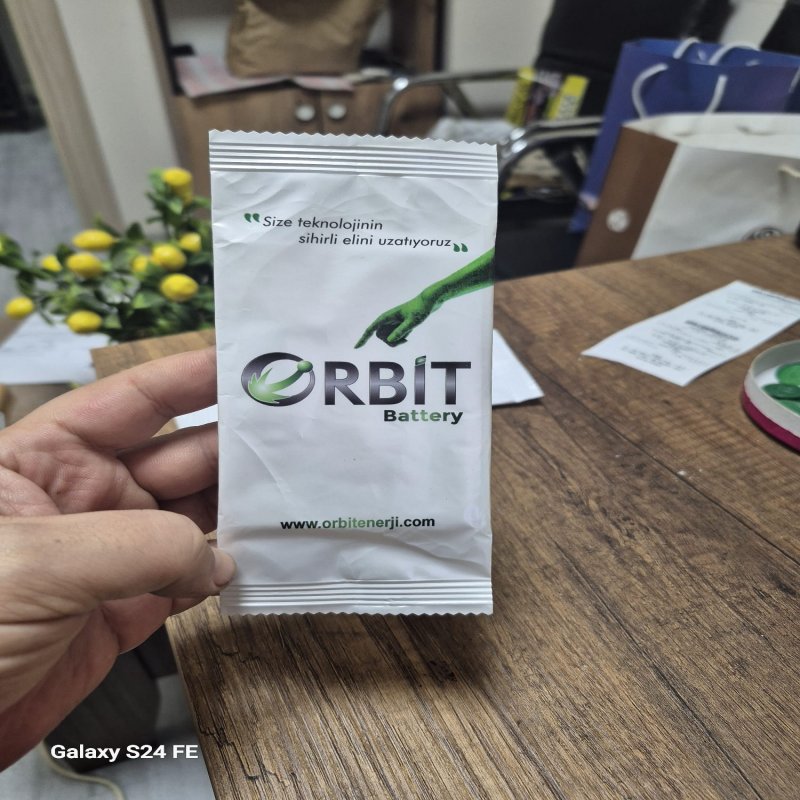 "Size teknolojinin
sihirli elini uzatıyoruz"
ORBİT
Battery
www.orbitenerji.com
Galaxy S24 FE